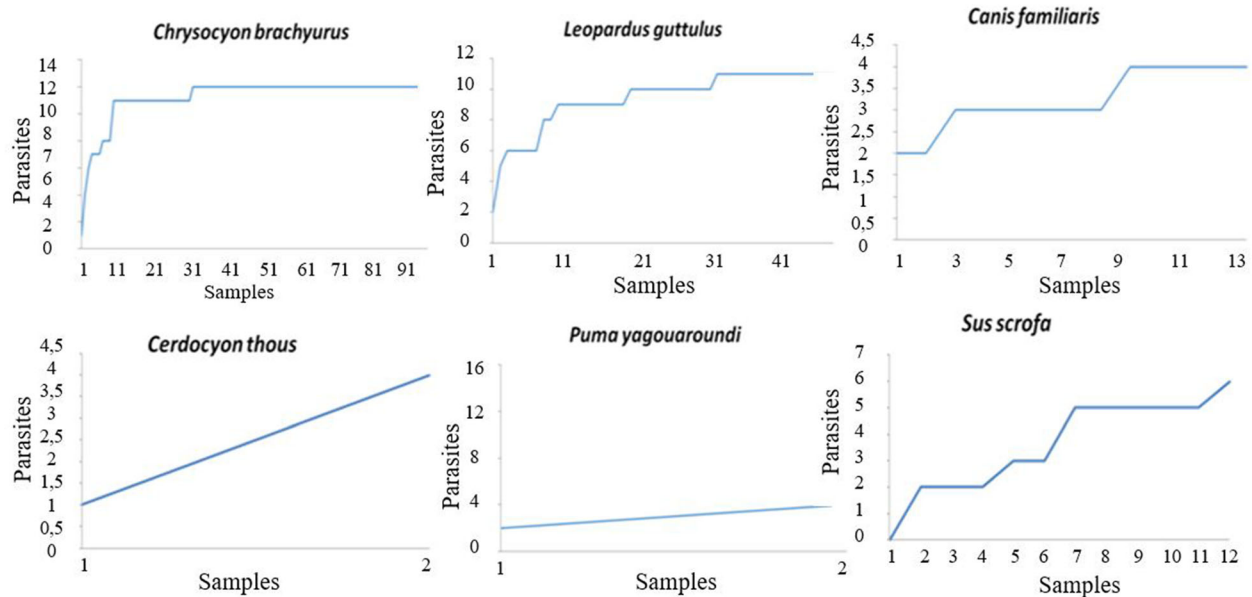 Chrysocyon brachyurus
Parasites
14
12
10
8
7
6
4
2
0
1 11 21 31 41 51 61 71 81 91
Samples
Leopardus guttulus
Parasites
12
10
8
6
4
2
0
1 11 21 31 41
Samples
Canis familiaris
Parasites
4,5
4
3,5
3
2,5
2
1,5
1
0,5
0
1 3 5 7 9 11 13
Samples
Cerdocyon thous
Parasites
4,5
4
3,5
3
2,5
2
1,5
1
0,5
0
1 2
Samples
Puma yagouaroundi
Parasites
16
12
8
4
0
1 2
Samples
Sus scrofa
Parasites
7
6
5
4
3
2
1
0
1 2 3 4 5 6 7 8 9 10 11 12
Samples